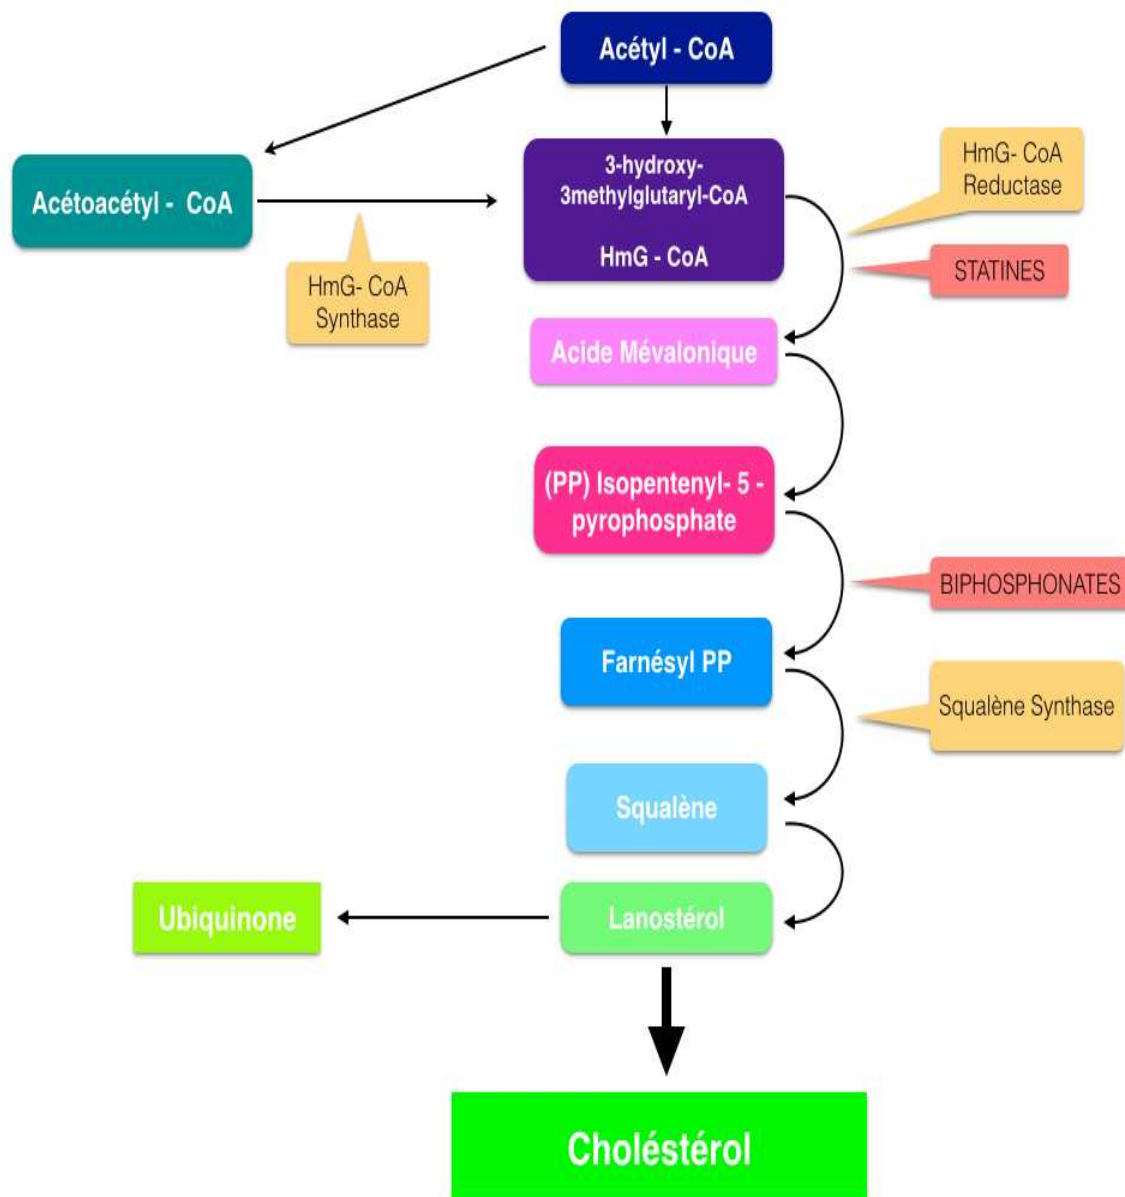 Acétyl - CoA
Acétoacétyl - CoA
3-hydroxy-
3methylglutaryl-CoA
HmG - CoA
HmG- CoA
Reductase
STATINES
HmG- CoA
Synthase
Acide Mévalonique
(PP) Isopentenyl- 5 -
pyrophosphate
BIPHOSPHONATES
Farnésyl PP
Squalène Synthase
Squalène
Ubiquinone
Lanostérol
Choléstérol